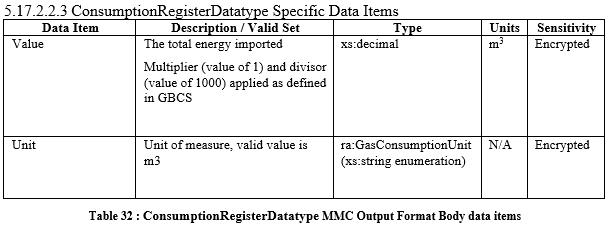 5.17.2.2.3 ConsumptionRegisterDatatype Specific Data Items
Data Item Description / Valid Set Type Units Sensitivity
Value The total energy imported xs:decimal m³ Encrypted
Multiplier (value of 1) and divisor
(value of 1000) applied as defined
in GBCS
Unit Unit of measure, valid value is ra:GasConsumptionUnit N/A Encrypted
m3 (xs:string enumeration)
Table 32 : ConsumptionRegisterDatatype MMC Output Format Body data items